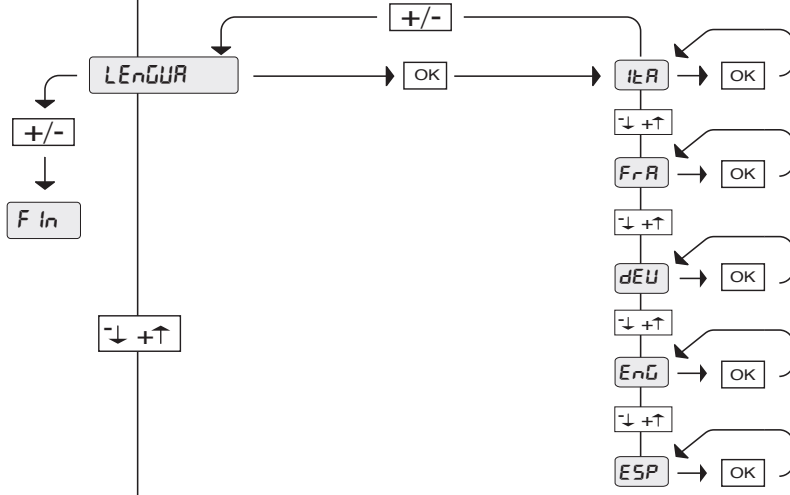 +/-
LEnGUA
OK
ItA
OK
+/-
-↓ +↑
FrA
OK
F In
-↓ +↑
dEU
OK
-↓ +↑
-↓ +↑
EnG
OK
-↓ +↑
ESP
OK